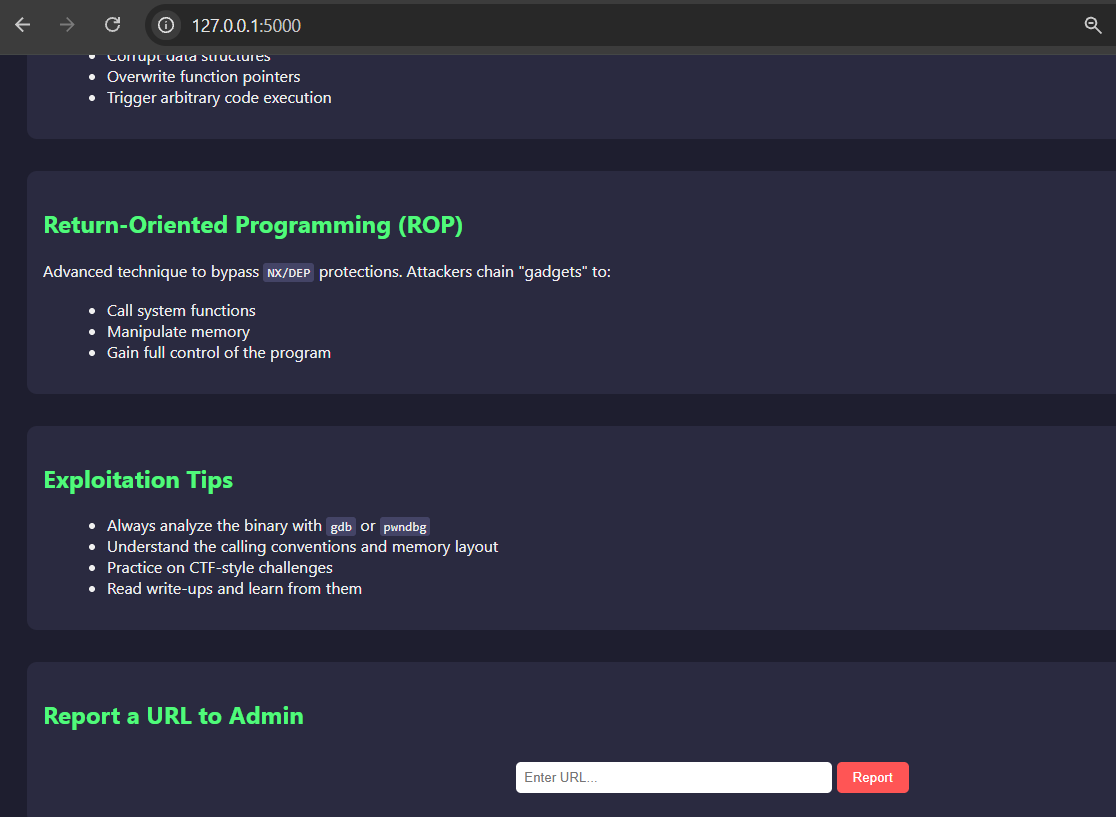 127.0.0.1:5000
Corrupt data structures
Overwrite function pointers
Trigger arbitrary code execution
Return-Oriented Programming (ROP)
Advanced technique to bypass NX/DEP protections. Attackers chain "gadgets" to:
Call system functions
Manipulate memory
Gain full control of the program
Exploitation Tips
Always analyze the binary with gdb or pwndbg
Understand the calling conventions and memory layout
Practice on CTF-style challenges
Read write-ups and learn from them
Report a URL to Admin
Enter URL... Report